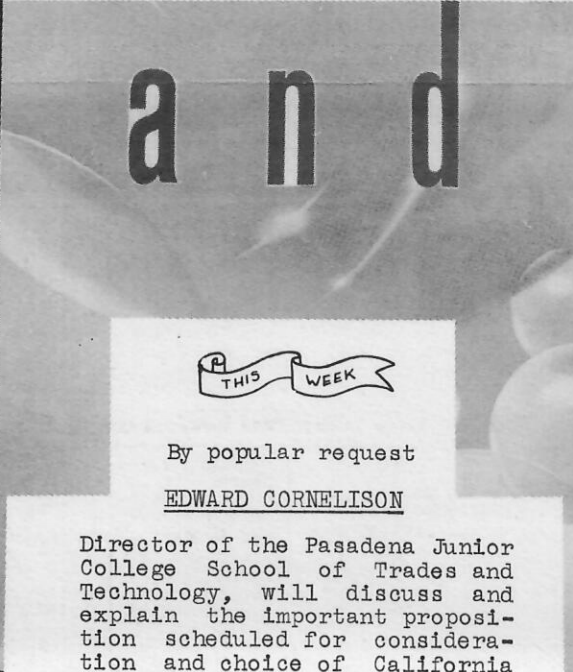 and
THIS WEEK
By popular request
EDWARD CORNELISON
Director of the Pasadena Junior
College School of Trades and
Technology, will discuss and
explain the important proposi-
tion scheduled for considera-
tion and choice of California